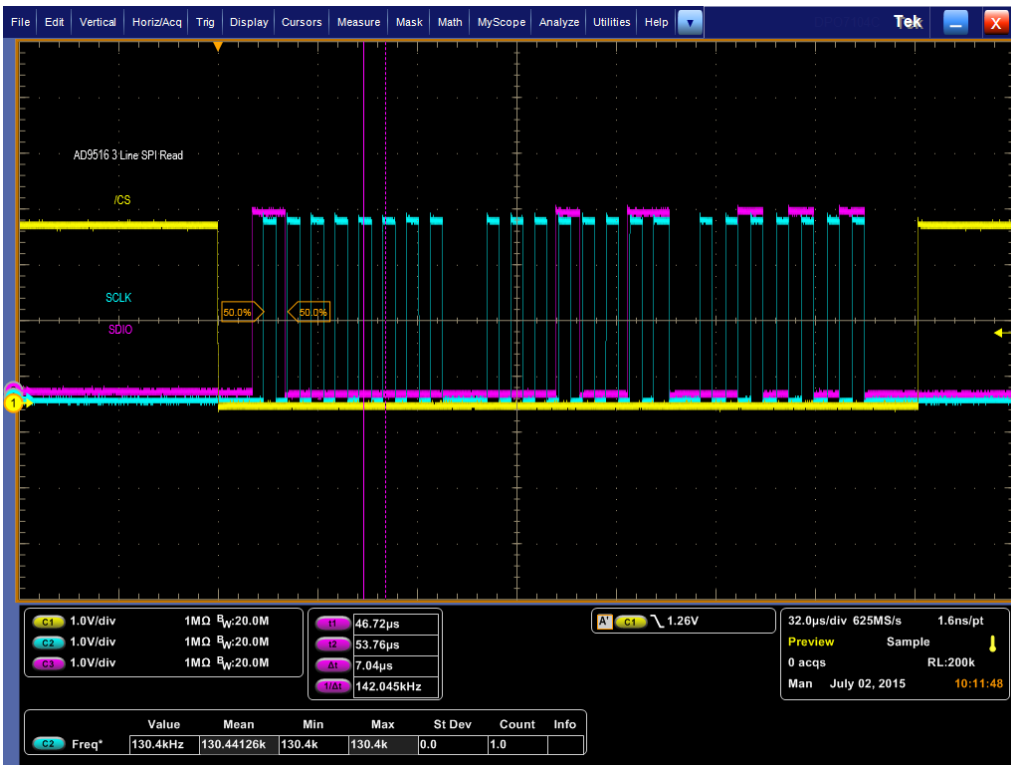 File Edit Vertical Horiz/Acq Trig Display Cursors Measure Mask Math MyScope Analyze Utilities Help Tek X
AD9516 3 Line SPI Read
/CS
SCLK
SDIO
50.0% 50.0%
1
C1 1.0V/div 1MΩ BW:20.0M
C2 1.0V/div 1MΩ BW:20.0M
C3 1.0V/div 1MΩ BW:20.0M
t1 46.72µs
t2 53.76µs
Δt 7.04µs
1/Δt 142.045kHz
A' C1 1.26V
32.0µs/div 625MS/s 1.6ns/pt
Preview Sample
0 acqs RL:200k
Man July 02, 2015 10:11:48
Value Mean Min Max St Dev Count Info
C2 Freq* 130.4kHz 130.44126k 130.4k 130.4k 0.0 1.0